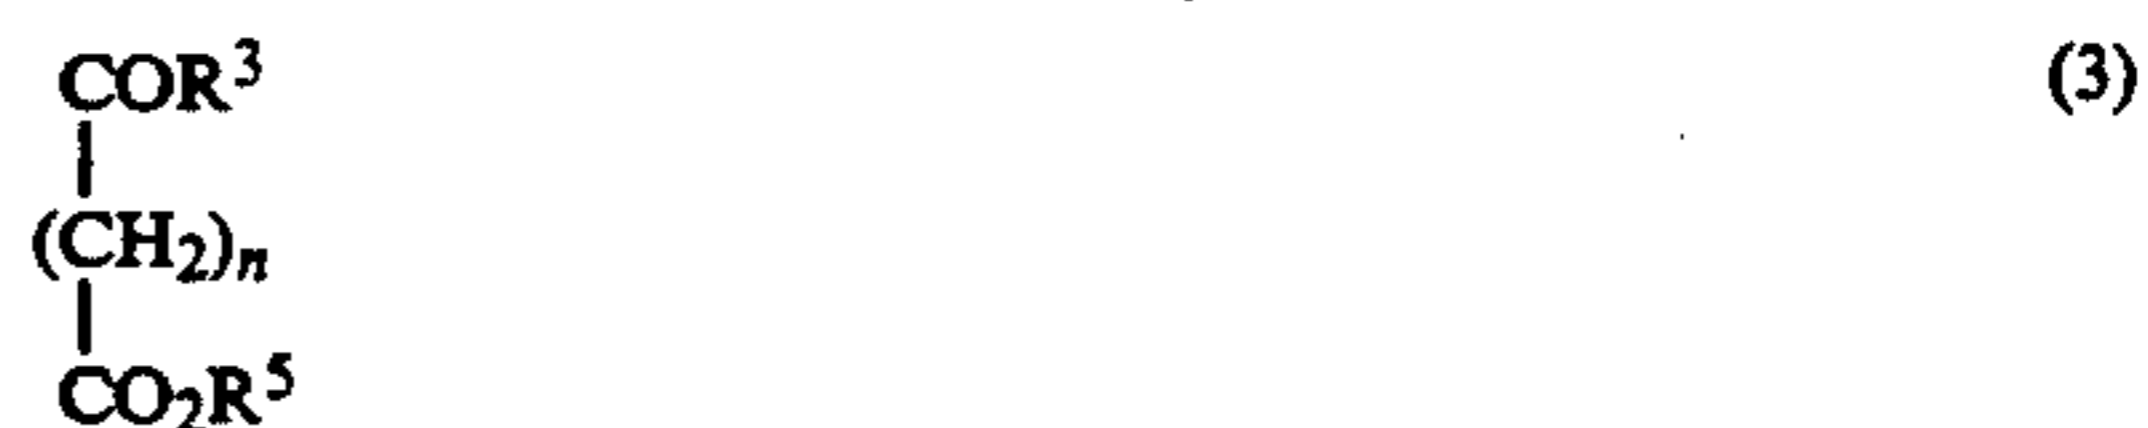 COR³ (3)
(CH₂)ₙ
CO₂R⁵